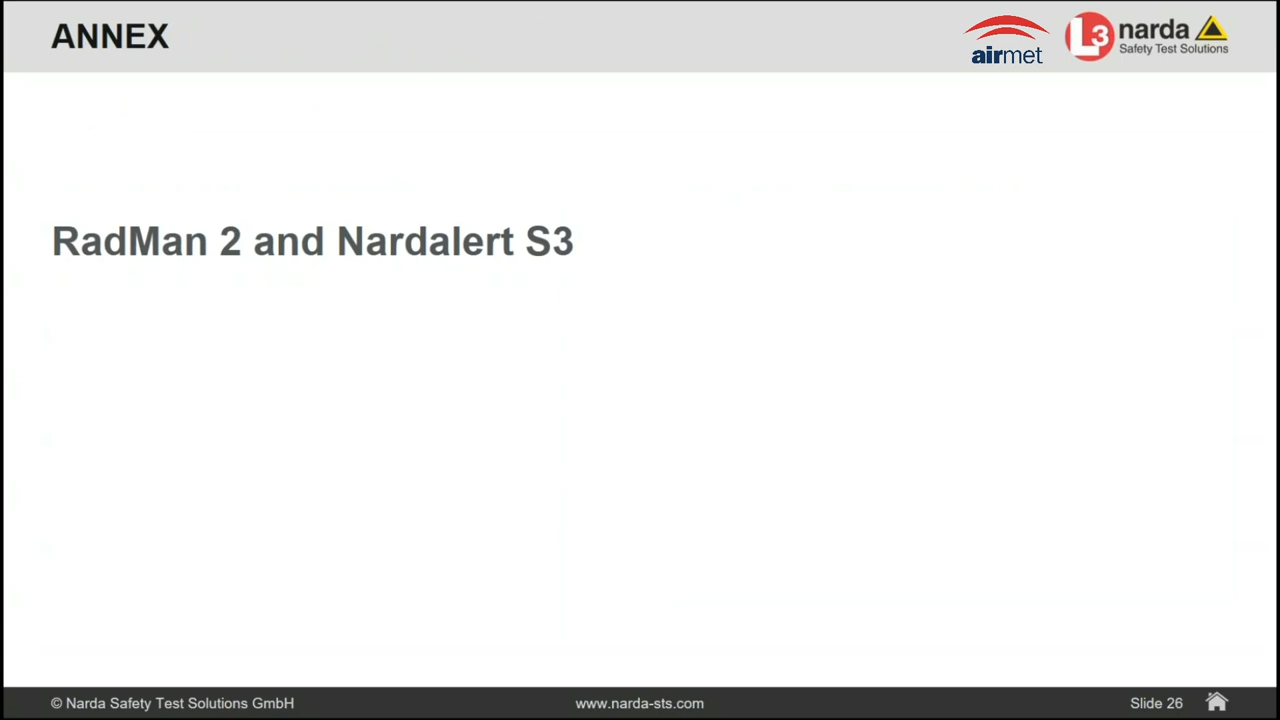 ANNEX
airmet
L3 narda
Safety Test Solutions
RadMan 2 and Nardalert S3
© Narda Safety Test Solutions GmbH
www.narda-sts.com
Slide 26